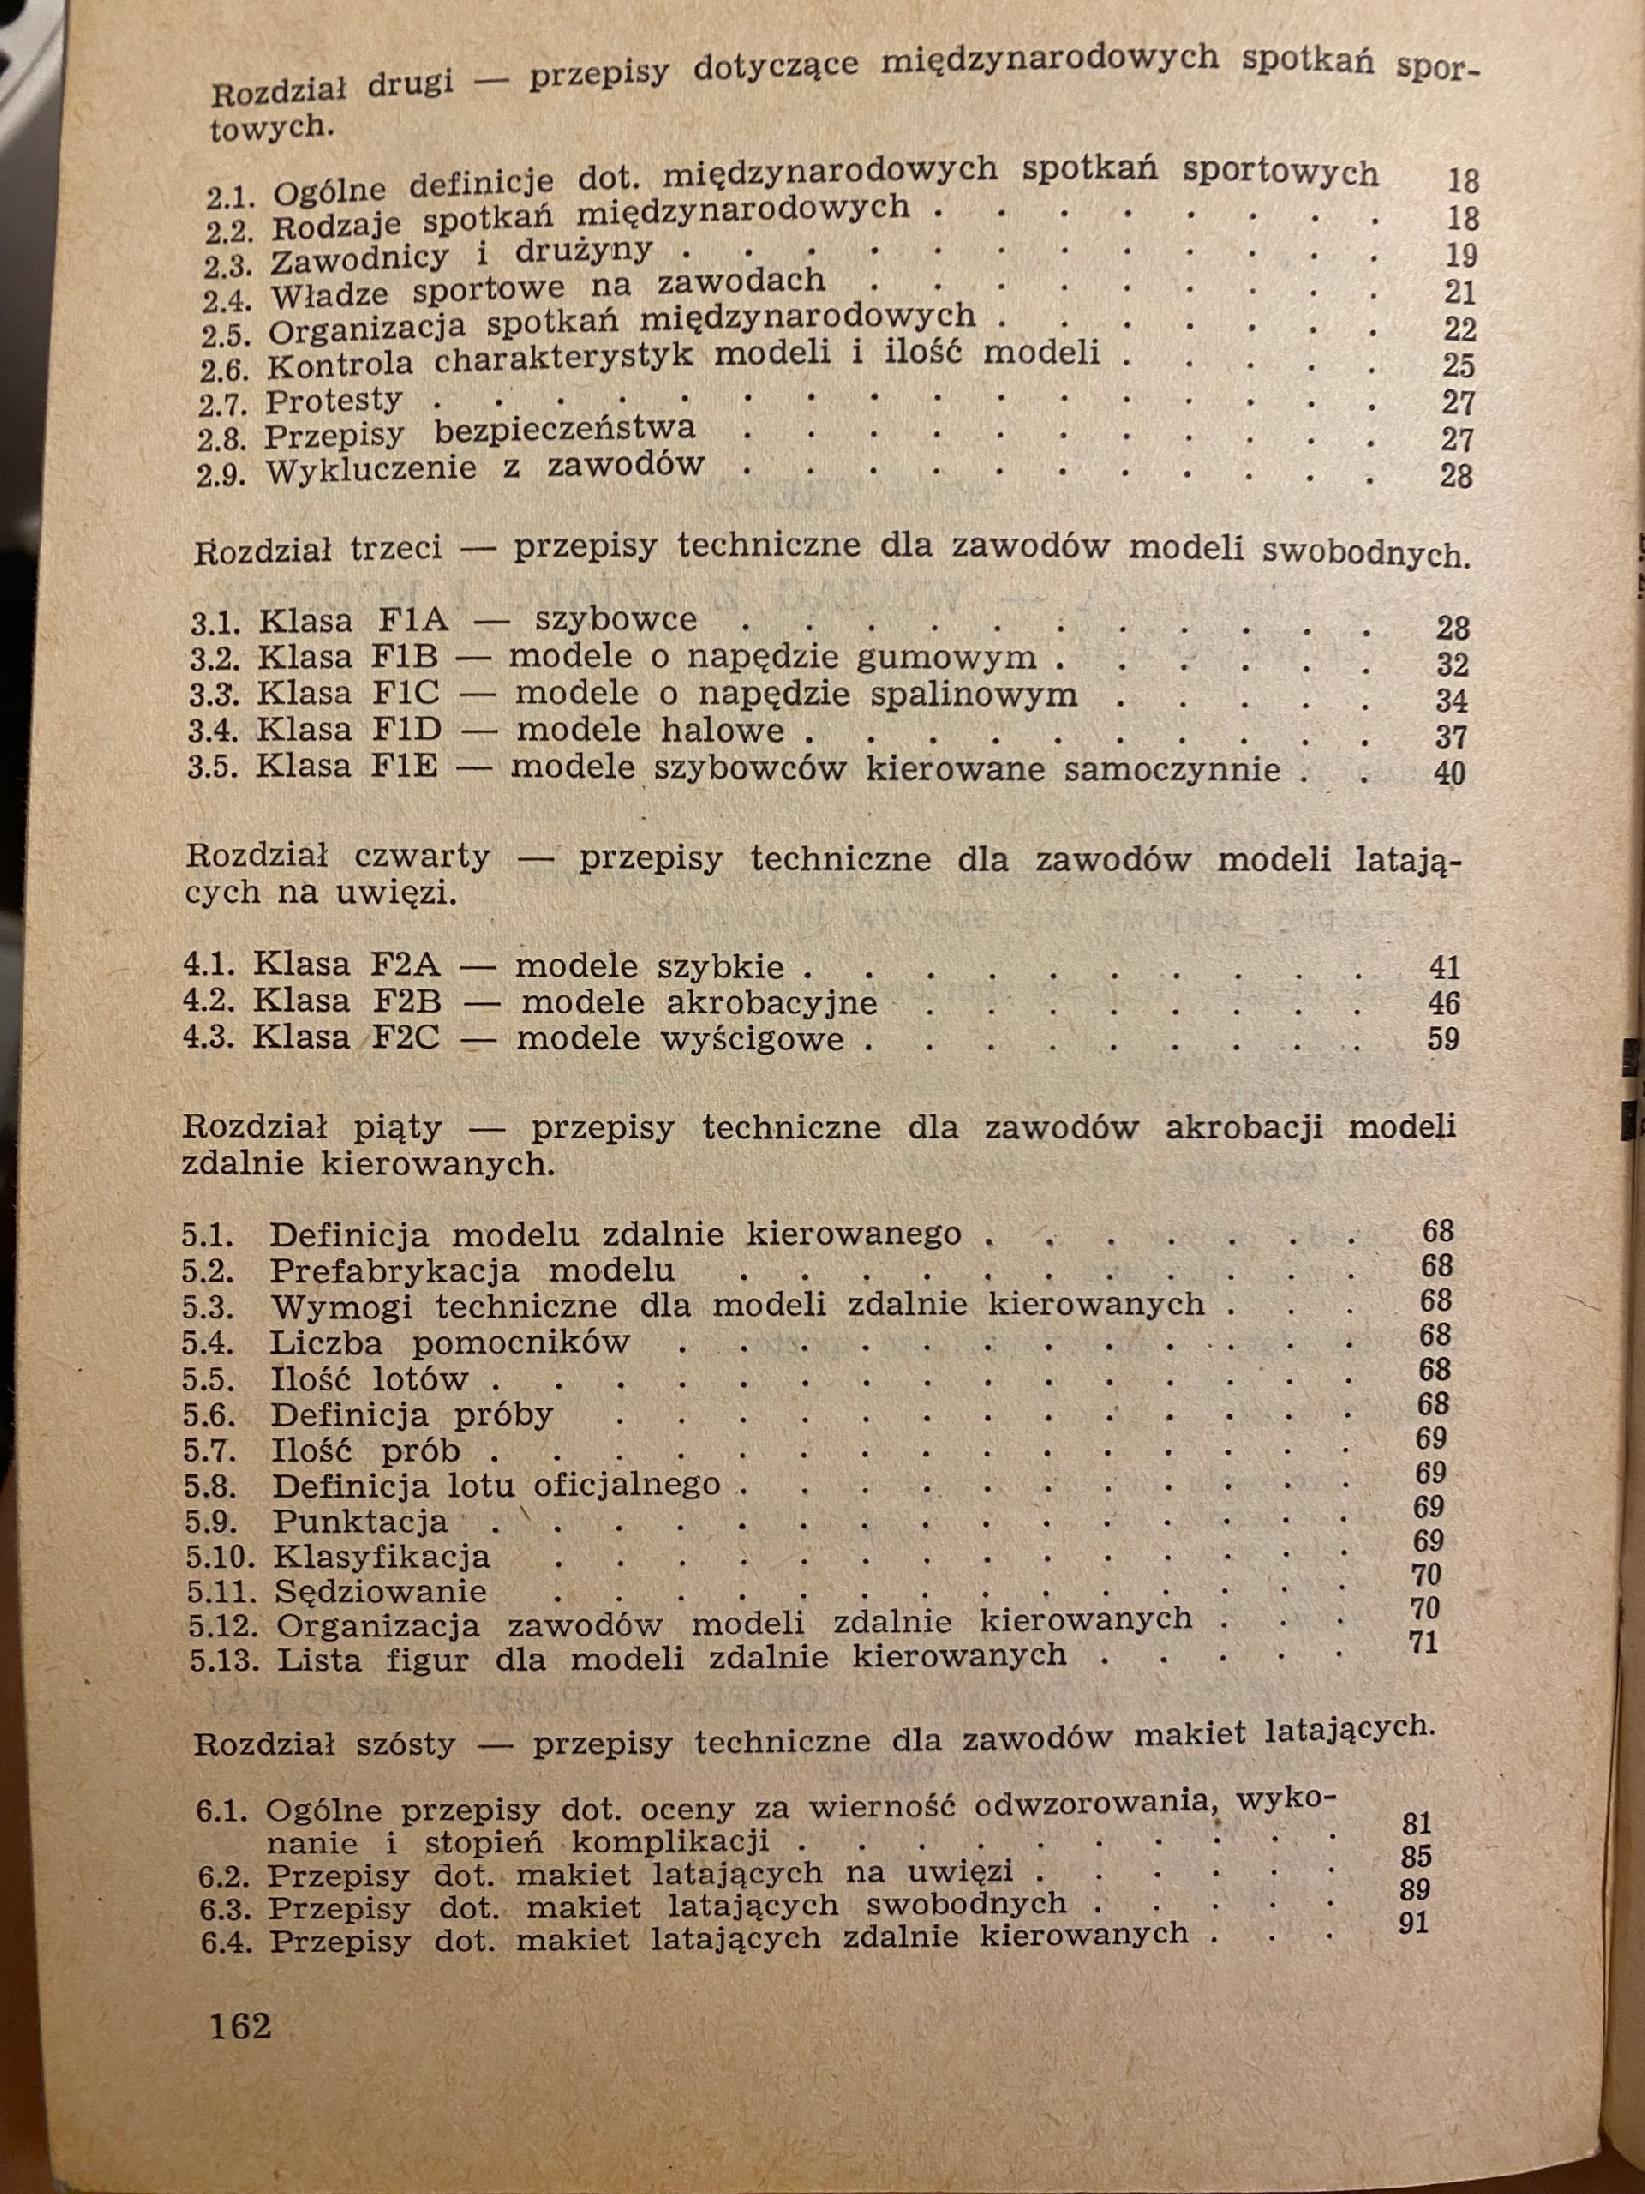 Rozdział drugi — przepisy dotyczące międzynarodowych spotkań spor-
towych.
2.1. Ogólne definicje dot. międzynarodowych spotkań sportowych 18
2.2. Rodzaje spotkań międzynarodowych . . . . . . . . 18
2.3. Zawodnicy i drużyny . . . . . . . . . . . . 19
2.4. Władze sportowe na zawodach . . . . . . . . . 21
2.5. Organizacja spotkań międzynarodowych . . . . . . . 22
2.6. Kontrola charakterystyk modeli i ilość modeli . . . . . 25
2.7. Protesty . . . . . . . . . . . . . . . . 27
2.8. Przepisy bezpieczeństwa . . . . . . . . . . . 27
2.9. Wykluczenie z zawodów . . . . . . . . . . . 28
Rozdział trzeci — przepisy techniczne dla zawodów modeli swobodnych.
3.1. Klasa F1A — szybowce . . . . . . . . . . . 28
3.2. Klasa F1B — modele o napędzie gumowym . . . . . . 32
3.3. Klasa F1C — modele o napędzie spalinowym . . . . . 34
3.4. Klasa F1D — modele halowe . . . . . . . . . . 37
3.5. Klasa F1E — modele szybowców kierowane samoczynnie . . 40
Rozdział czwarty — przepisy techniczne dla zawodów modeli latają-
cych na uwięzi.
4.1. Klasa F2A — modele szybkie . . . . . . . . . . 41
4.2. Klasa F2B — modele akrobacyjne . . . . . . . . 46
4.3. Klasa F2C — modele wyścigowe . . . . . . . . . 59
Rozdział piąty — przepisy techniczne dla zawodów akrobacji modeli
zdalnie kierowanych.
5.1. Definicja modelu zdalnie kierowanego . . . . . . . 68
5.2. Prefabrykacja modelu . . . . . . . . . . . 68
5.3. Wymogi techniczne dla modeli zdalnie kierowanych . . . 68
5.4. Liczba pomocników . . . . . . . . . . . . 68
5.5. Ilość lotów . . . . . . . . . . . . . . . 68
5.6. Definicja próby . . . . . . . . . . . . . 68
5.7. Ilość prób . . . . . . . . . . . . . . . 69
5.8. Definicja lotu oficjalnego . . . . . . . . . . . 69
5.9. Punktacja . . . . . . . . . . . . . . . 69
5.10. Klasyfikacja . . . . . . . . . . . . . . 69
5.11. Sędziowanie . . . . . . . . . . . . . . 70
5.12. Organizacja zawodów modeli zdalnie kierowanych . . . 70
5.13. Lista figur dla modeli zdalnie kierowanych . . . . . 71
Rozdział szósty — przepisy techniczne dla zawodów makiet latających.
6.1. Ogólne przepisy dot. oceny za wierność odwzorowania, wyko-
nanie i stopień komplikacji . . . . . . . . . . 81
6.2. Przepisy dot. makiet latających na uwięzi . . . . . . 85
6.3. Przepisy dot. makiet latających swobodnych . . . . . 89
6.4. Przepisy dot. makiet latających zdalnie kierowanych . . . 91
162